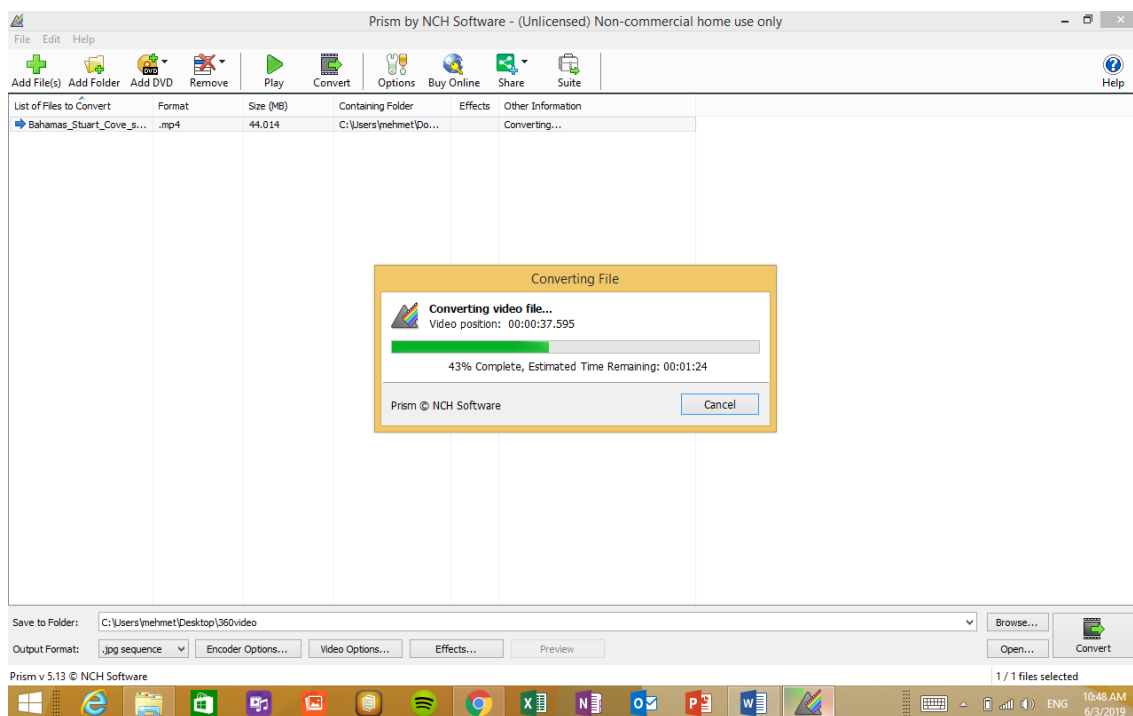 Prism by NCH Software - (Unlicensed) Non-commercial home use only
File Edit Help
Add File(s) Add Folder Add DVD Remove Play Convert Options Buy Online Share Suite Help
List of Files to Convert Format Size (MB) Containing Folder Effects Other Information
Bahamas_Stuart_Cove_s... .mp4 44.014 C:\Users\mehmet\Do... Converting...
Converting File
Converting video file...
Video position: 00:00:37.595
43% Complete, Estimated Time Remaining: 00:01:24
Prism © NCH Software Cancel
Save to Folder: C:\Users\mehmet\Desktop\360video Browse...
Output Format: .jpg sequence Encoder Options... Video Options... Effects... Preview Open... Convert
Prism v 5.13 © NCH Software 1 / 1 files selected
ENG 10:48 AM
6/3/2019